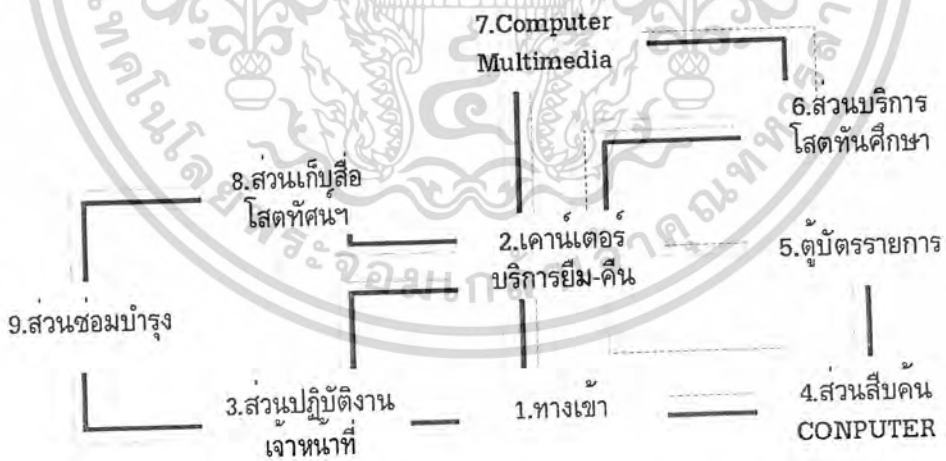 7.Computer
Multimedia
6.ส่วนบริการ
โสตทันศึกษา
8.ส่วนเก็บสื่อ
โสตทัศน์ฯ
2.เคาน์เตอร์
บริการยืม-คืน
5.ตู้บัตรรายการ
9.ส่วนซ่อมบำรุง
3.ส่วนปฏิบัติงาน
เจ้าหน้าที่
1.ทางเข้า
4.ส่วนสืบค้น
CONPUTER